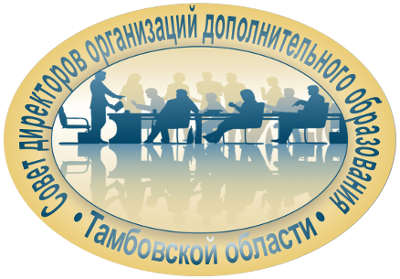 Совет директоров организаций дополнительного образования
• Тамбовской области •